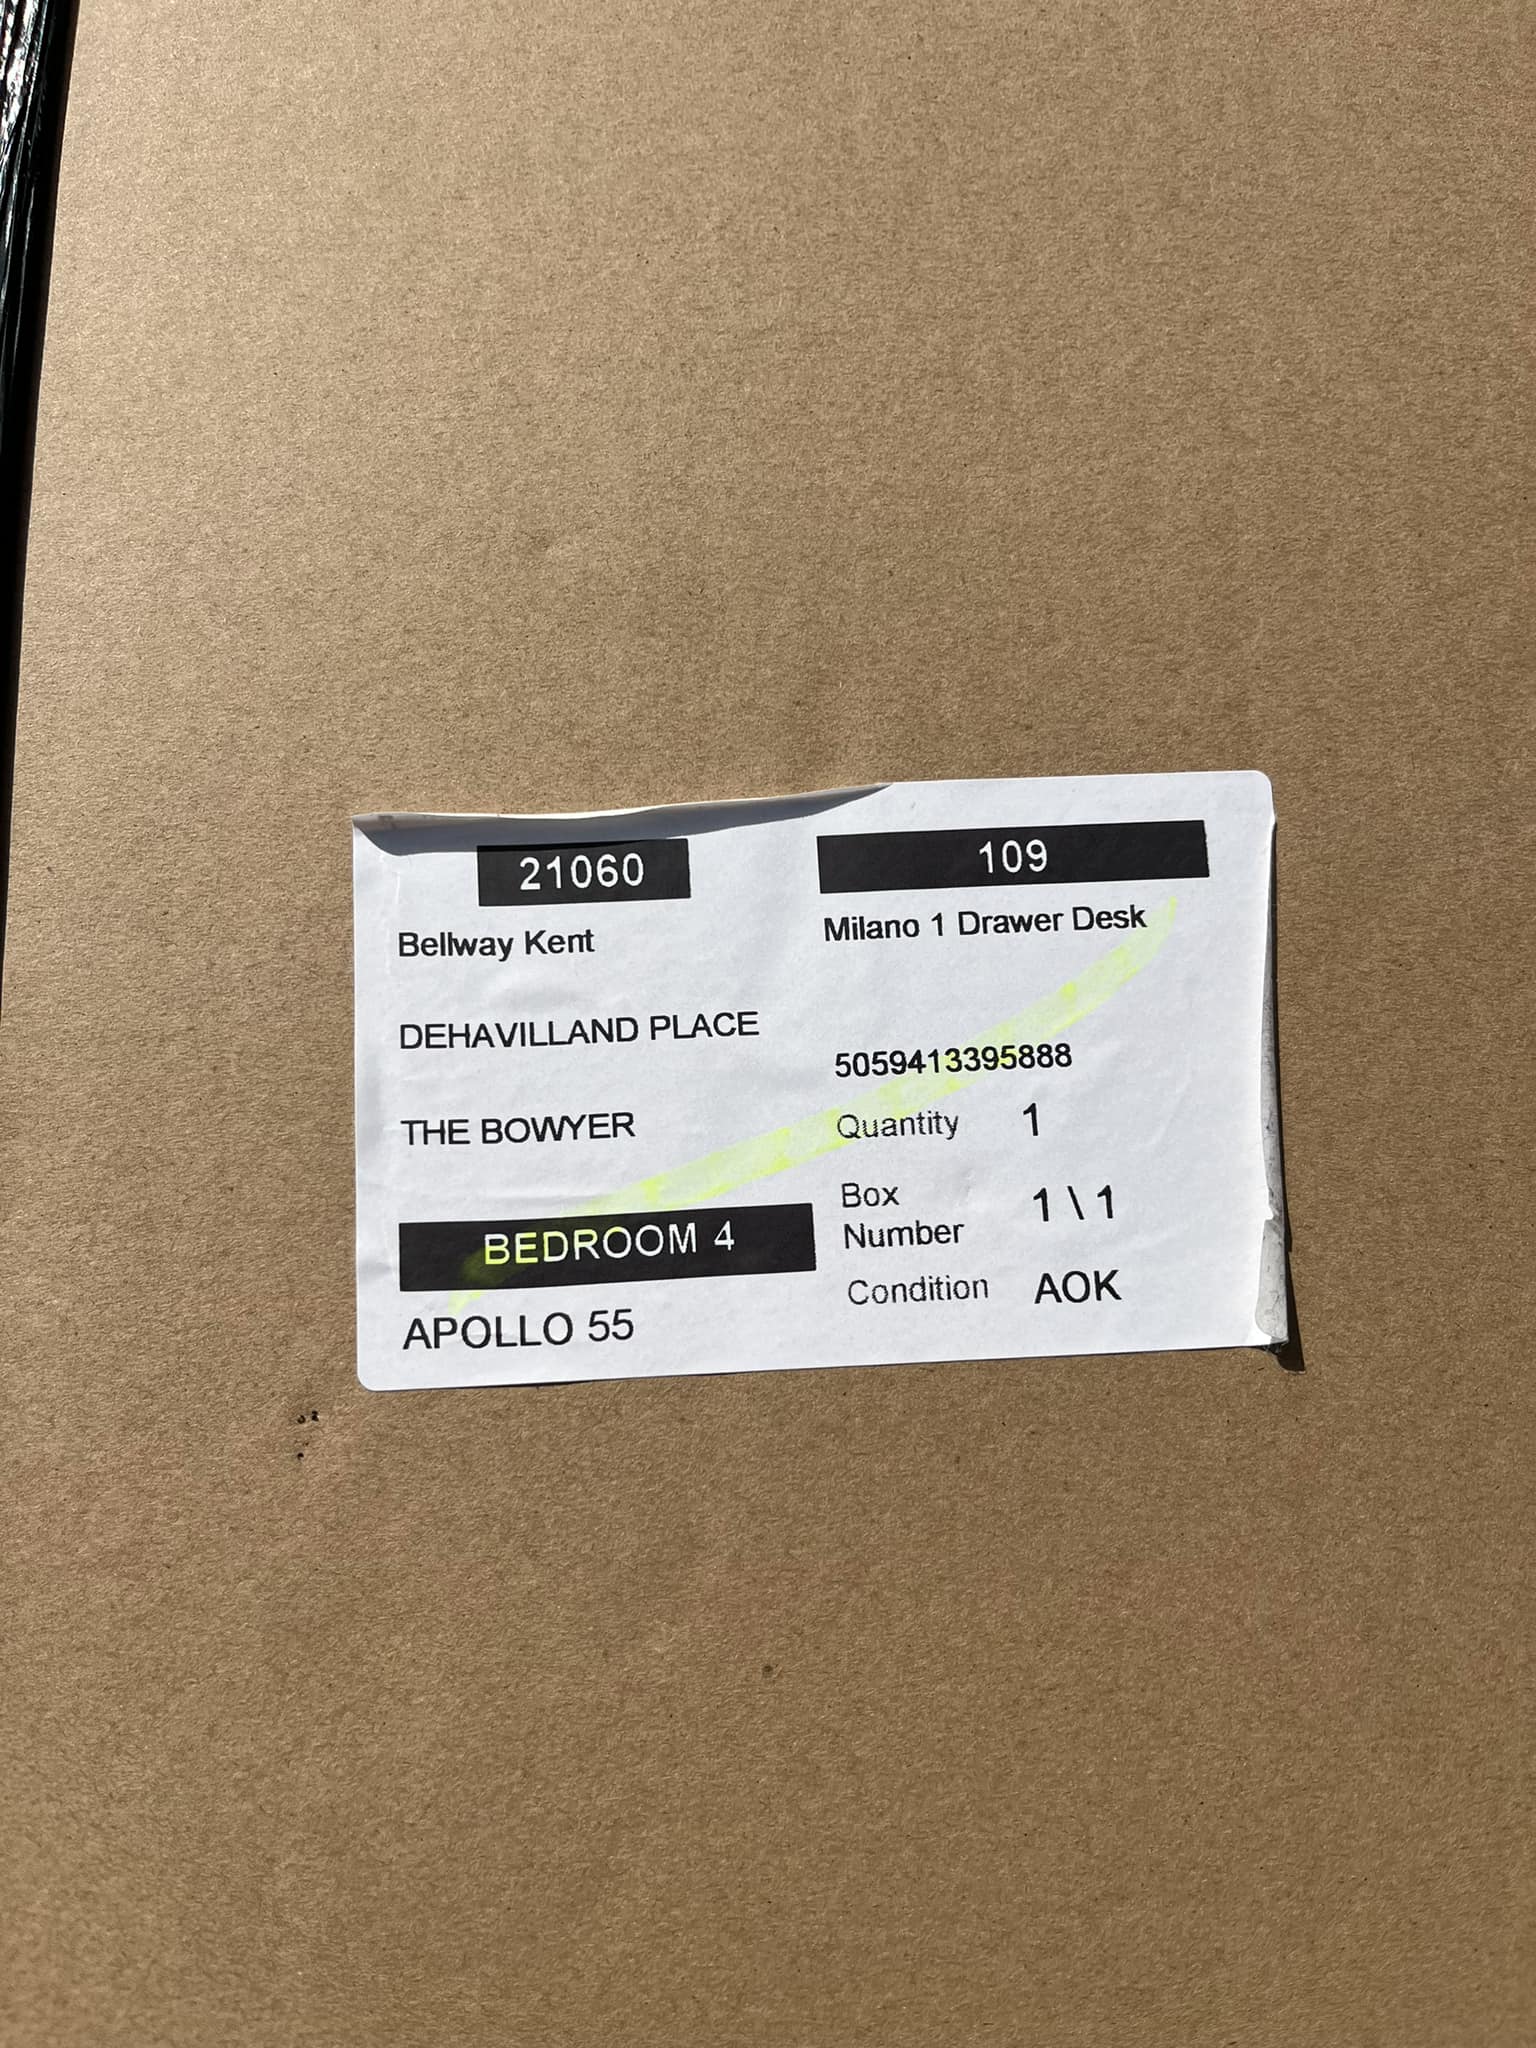 21060
Bellway Kent
DEHAVILLAND PLACE
THE BOWYER
BEDROOM 4
APOLLO 55
109
Milano 1 Drawer Desk
5059413395888
Quantity 1
Box
Number 1 \ 1
Condition AOK